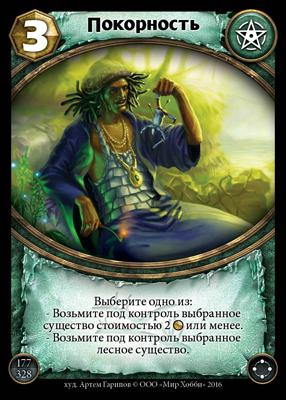 3
Покорность
Выберите одно из:
- Возьмите под контроль выбранное
существо стоимостью 2 или менее.
- Возьмите под контроль выбранное
лесное существо.
177
328
худ. Артем Гарипов © ООО «Мир Хобби» 2016